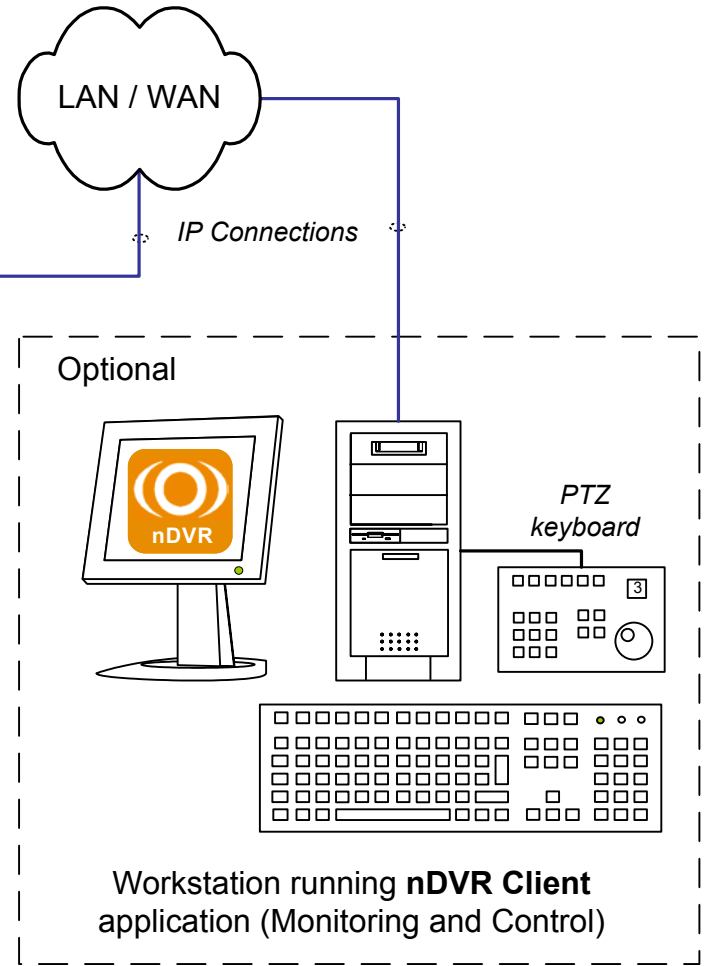 LAN / WAN
IP Connections
Optional
nDVR
PTZ
keyboard
3
Workstation running nDVR Client
application (Monitoring and Control)